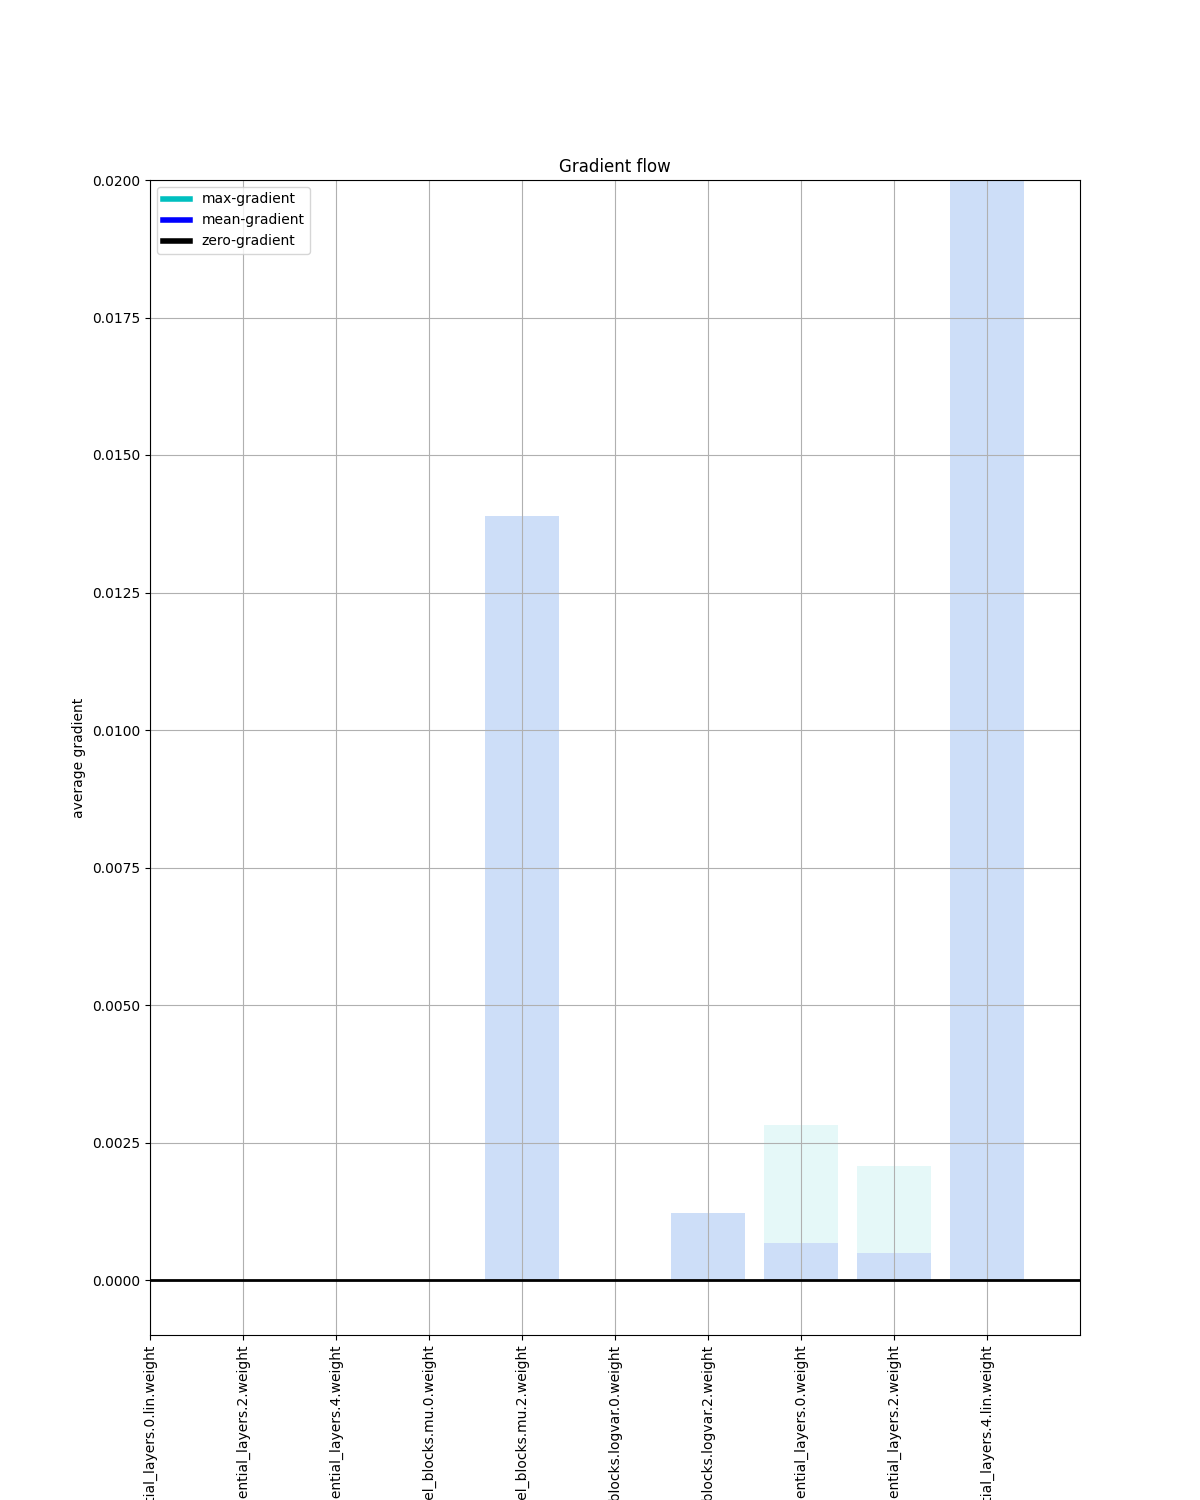 Gradient flow
max-gradient
mean-gradient
zero-gradient
average gradient
0.0200
0.0175
0.0150
0.0125
0.0100
0.0075
0.0050
0.0025
0.0000
tial_layers.0.lin.weight
ential_layers.2.weight
ential_layers.4.weight
el_blocks.mu.0.weight
el_blocks.mu.2.weight
blocks.logvar.0.weight
blocks.logvar.2.weight
ential_layers.0.weight
ential_layers.2.weight
tial_layers.4.lin.weight